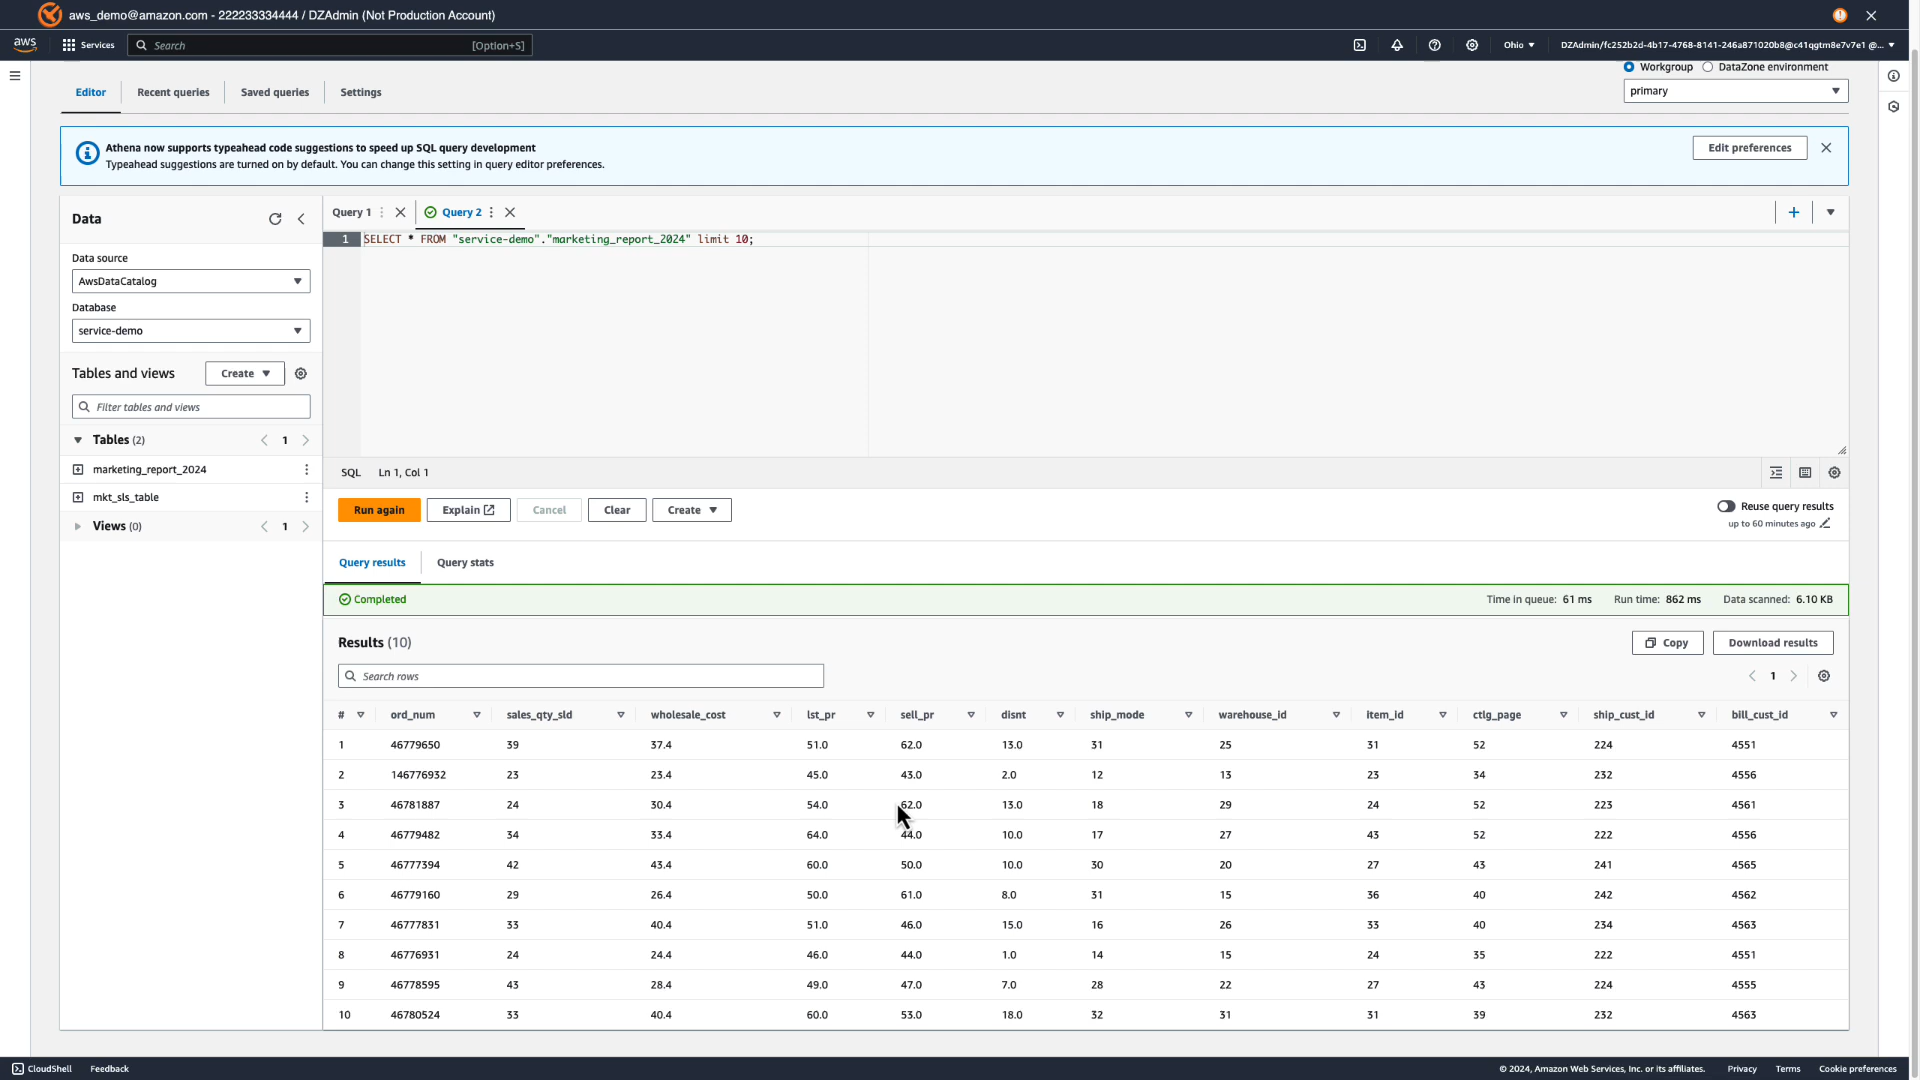 aws_demo@amazon.com - 222233334444 / DZAdmin (Not Production Account)
aws Services Search [Option+S] Ohio DZAdmin/fc252b2d-4b17-4768-8141-246a871020b8@c41qgtm8e7v7e1 @...
Workgroup DataZone environment
Editor Recent queries Saved queries Settings primary
Athena now supports typeahead code suggestions to speed up SQL query development
Typeahead suggestions are turned on by default. You can change this setting in query editor preferences.
Edit preferences
Data
Data source
AwsDataCatalog
Database
service-demo
Tables and views Create
Filter tables and views
Tables (2) 1
marketing_report_2024
mkt_sls_table
Views (0) 1
Query 1 Query 2
1 SELECT * FROM "service-demo"."marketing_report_2024" limit 10;
SQL Ln 1, Col 1
Run again Explain Cancel Clear Create Reuse query results
up to 60 minutes ago
Query results Query stats
Completed Time in queue: 61 ms Run time: 862 ms Data scanned: 6.10 KB
Results (10) Copy Download results
Search rows 1
# ord_num sales_qty_sld wholesale_cost lst_pr sell_pr disnt ship_mode warehouse_id item_id ctlg_page ship_cust_id bill_cust_id
1 46779650 39 37.4 51.0 62.0 13.0 31 25 31 52 224 4551
2 146776932 23 23.4 45.0 43.0 2.0 12 13 23 34 232 4556
3 46781887 24 30.4 54.0 62.0 13.0 18 29 24 52 223 4561
4 46779482 34 33.4 64.0 44.0 10.0 17 27 43 52 222 4556
5 46777394 42 43.4 60.0 50.0 10.0 30 20 27 43 241 4565
6 46779160 29 26.4 50.0 61.0 8.0 31 15 36 40 242 4562
7 46777831 33 40.4 51.0 46.0 15.0 16 26 33 40 234 4563
8 46776931 24 24.4 46.0 44.0 1.0 14 15 24 35 222 4551
9 46778595 43 28.4 49.0 47.0 7.0 28 22 27 43 224 4555
10 46780524 33 40.4 60.0 53.0 18.0 32 31 31 39 232 4563
CloudShell Feedback © 2024, Amazon Web Services, Inc. or its affiliates. Privacy Terms Cookie preferences